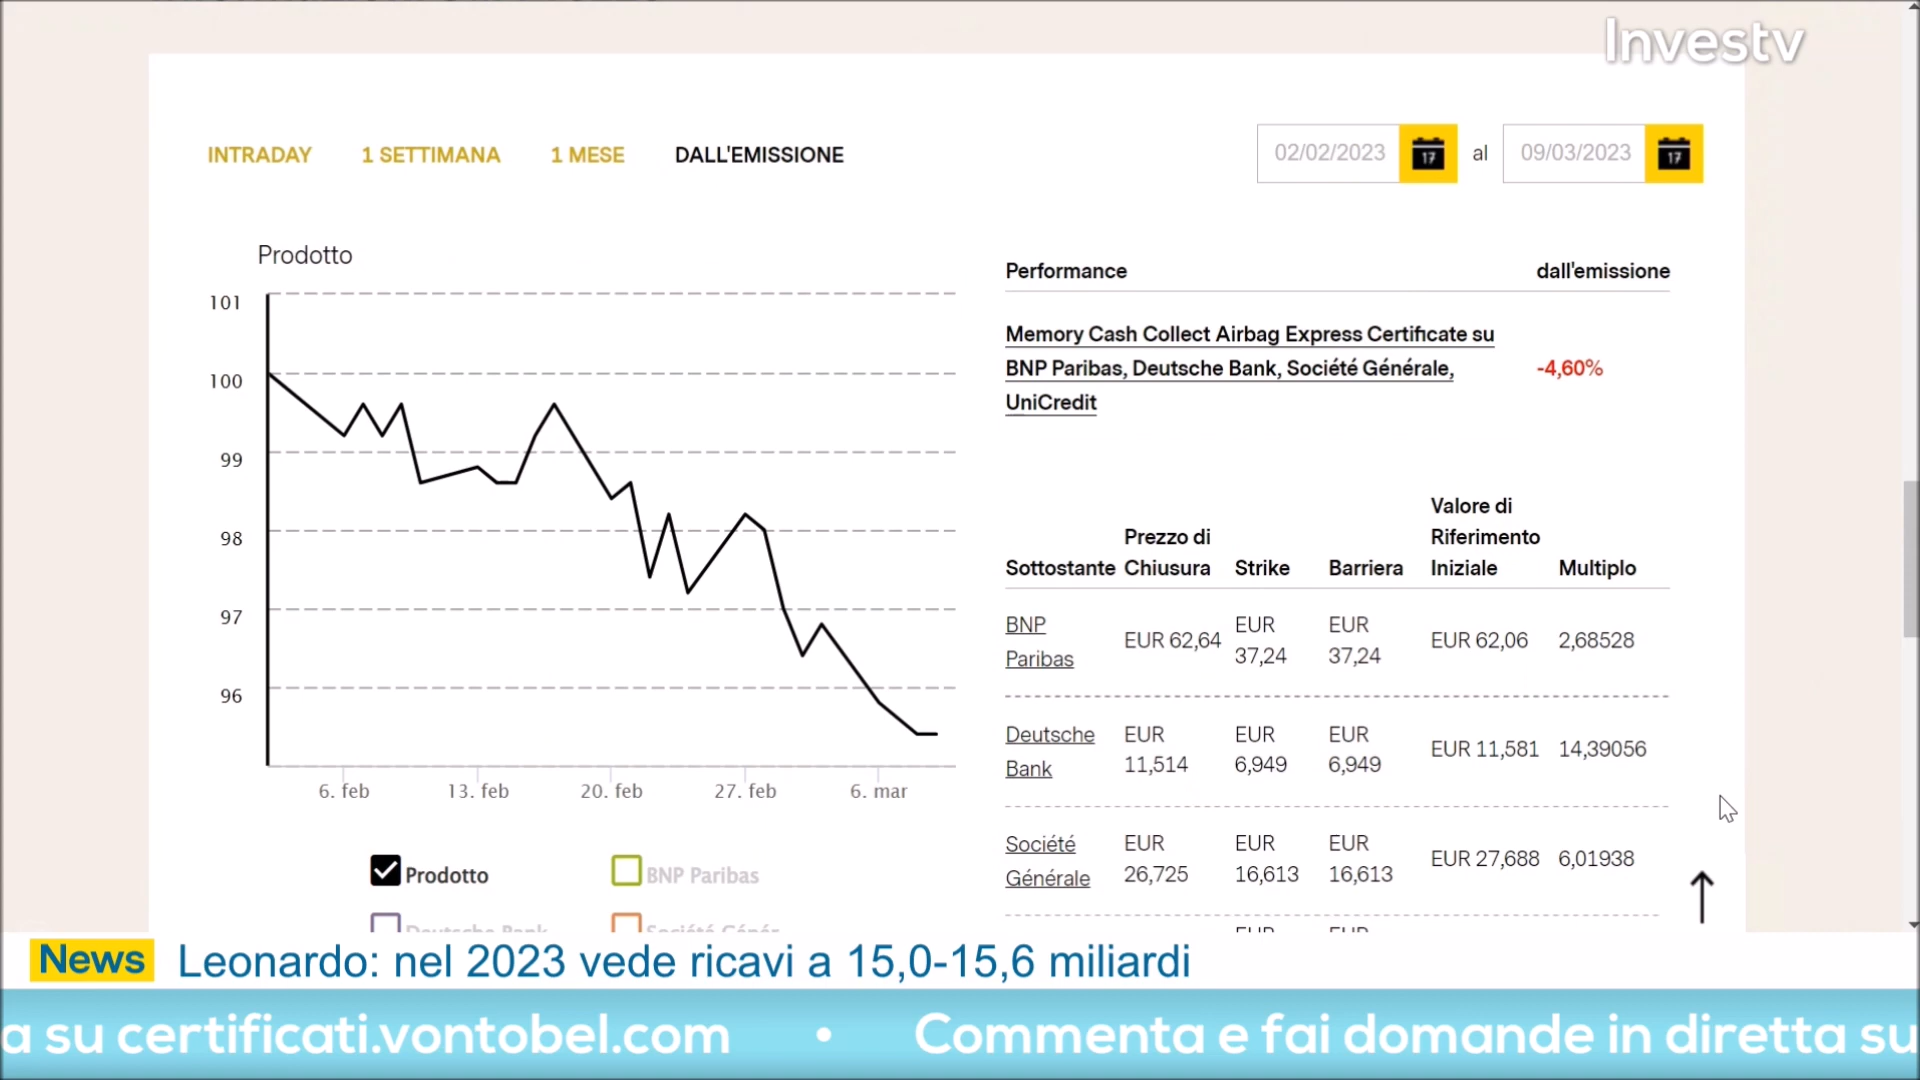 Investv
INTRADAY 1 SETTIMANA 1 MESE DALL'EMISSIONE
02/02/2023 17 al 09/03/2023 17
Prodotto
101
100
99
98
97
96
6. feb 13. feb 20. feb 27. feb 6. mar
Prodotto BNP Paribas
Deutsche Bank Société Génér
Performance dall'emissione
Memory Cash Collect Airbag Express Certificate su
BNP Paribas, Deutsche Bank, Société Générale,
UniCredit
-4,60%
Valore di
Prezzo di Riferimento
Sottostante Chiusura Strike Barriera Iniziale Multiplo
BNP EUR EUR
Paribas EUR 62,64 37,24 37,24 EUR 62,06 2,68528
Deutsche EUR EUR EUR
Bank 11,514 6,949 6,949 EUR 11,581 14,39056
Société EUR EUR EUR
Générale 26,725 16,613 16,613 EUR 27,688 6,01938
EUR EUR
News Leonardo: nel 2023 vede ricavi a 15,0-15,6 miliardi
a su certificati.vontobel.com • Commenta e fai domande in diretta su